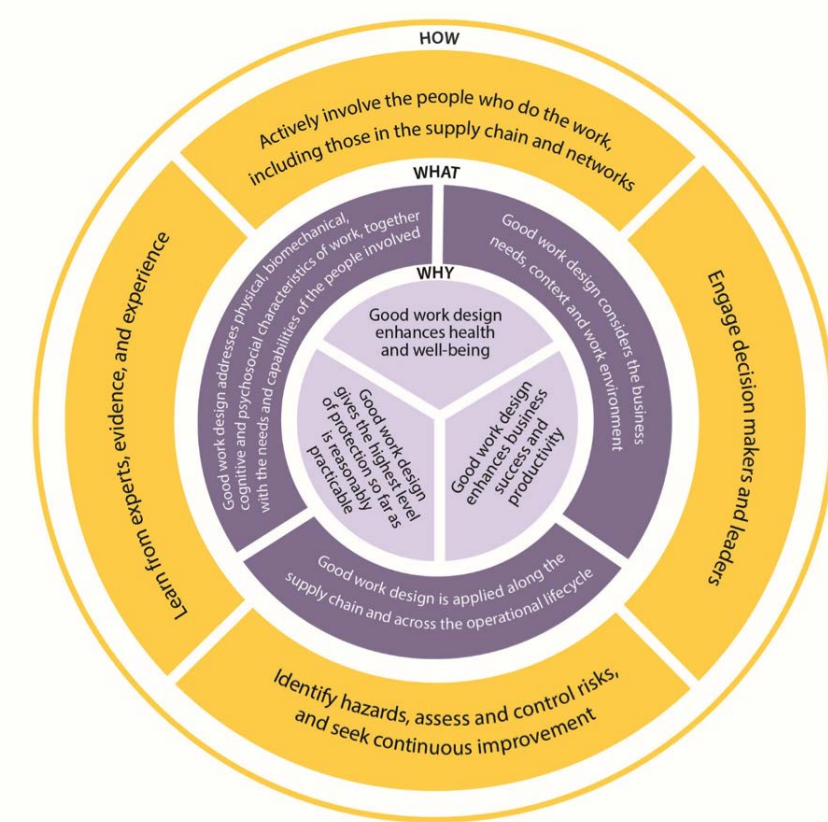 HOW
Actively involve the people who do the work,
including those in the supply chain and networks
Engage decision makers and leaders
Identify hazards, assess and control risks,
and seek continuous improvement
Learn from experts, evidence, and experience
WHAT
Good work design addresses physical, biomechanical,
cognitive and psychosocial characteristics of work, together
with the needs and capabilities of the people involved
Good work design considers the business
needs, context and work environment
Good work design is applied along the
supply chain and across the operational lifecycle
WHY
Good work design
enhances health
and well-being
Good work design
gives the highest level
of protection so far as
is reasonably
practicable
Good work design
enhances business
success and
productivity